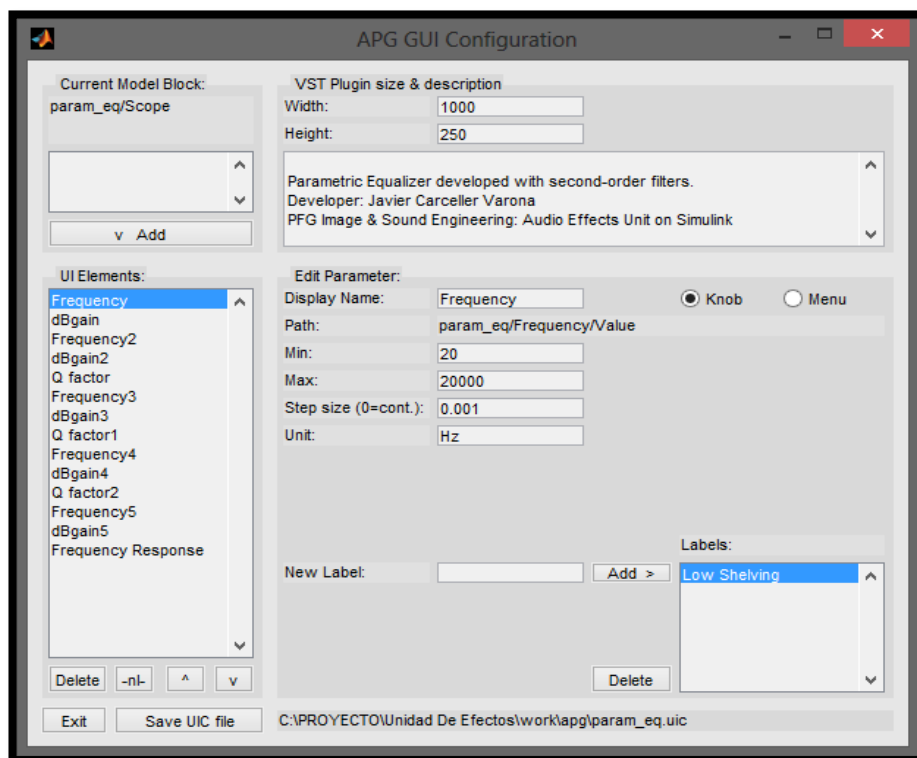 APG GUI Configuration
Current Model Block:
param_eq/Scope
v Add
VST Plugin size & description
Width: 1000
Height: 250
Parametric Equalizer developed with second-order filters.
Developer: Javier Carceller Varona
PFG Image & Sound Engineering: Audio Effects Unit on Simulink
UI Elements:
Frequency
dBgain
Frequency2
dBgain2
Q factor
Frequency3
dBgain3
Q factor1
Frequency4
dBgain4
Q factor2
Frequency5
dBgain5
Frequency Response
Delete -nl- ^ v
Edit Parameter:
Display Name: Frequency Knob Menu
Path: param_eq/Frequency/Value
Min: 20
Max: 20000
Step size (0=cont.): 0.001
Unit: Hz
Labels:
New Label: Add > Low Shelving
Delete
Exit Save UIC file C:\PROYECTO\Unidad De Efectos\work\apg\param_eq.uic